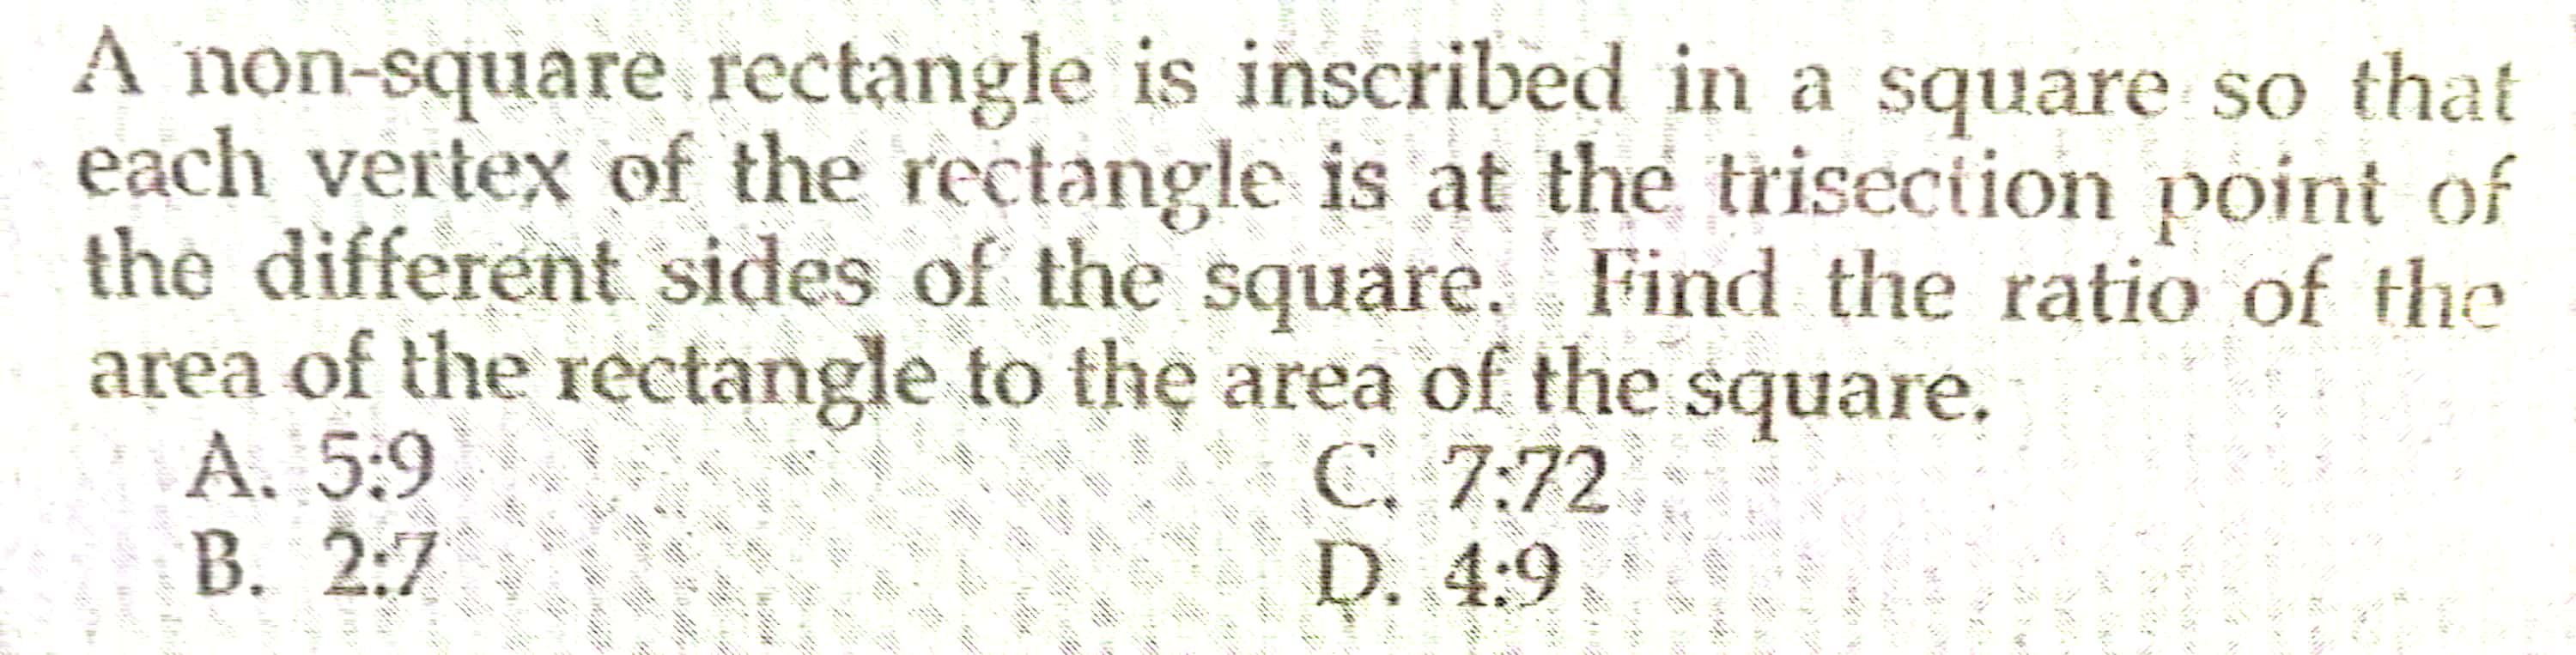 A non-square rectangle is inscribed in a square so that
each vertex of the rectangle is at the trisection point of
the different sides of the square. Find the ratio of the
area of the rectangle to the area of the square.
A. 5:9 C. 7:72
B. 2:7 D. 4:9